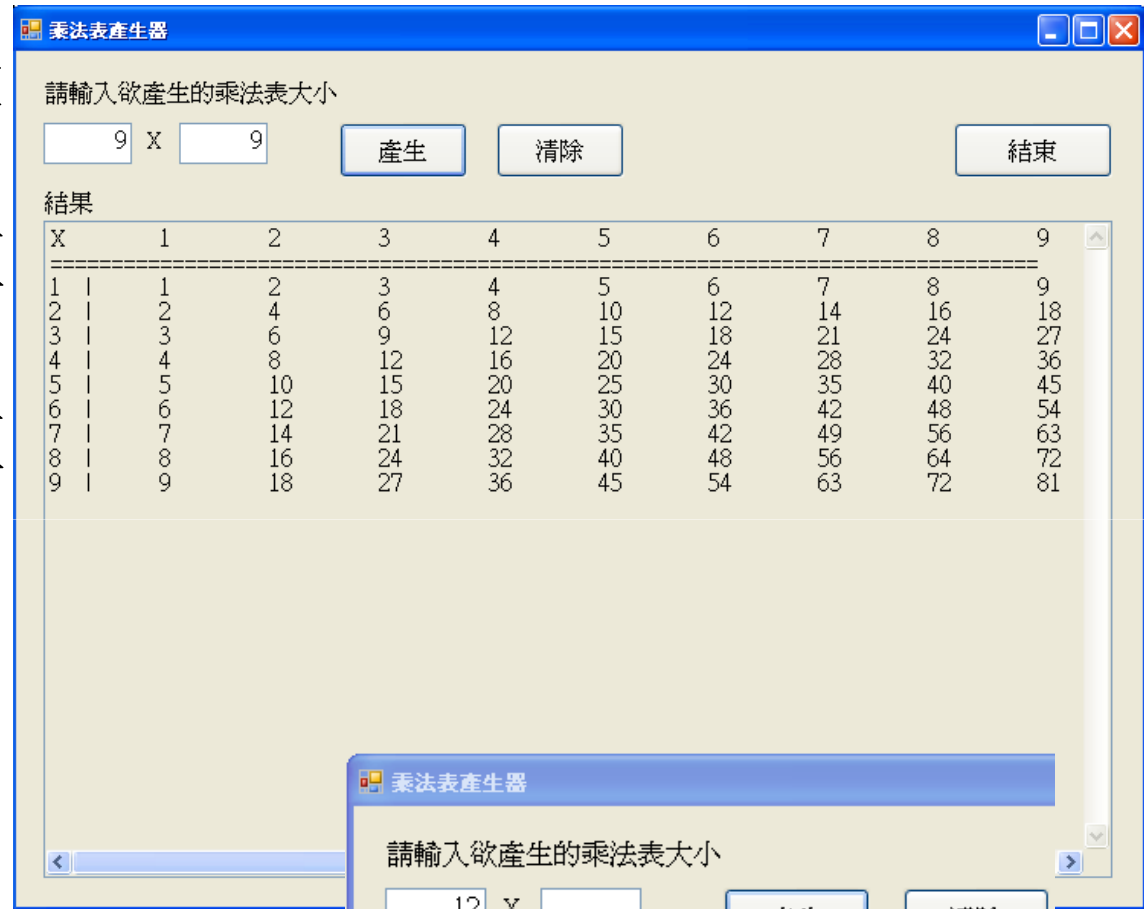 乘法表產生器
請輸入欲產生的乘法表大小
9 X 9 產生 清除 結束
結果
X 1 2 3 4 5 6 7 8 9
=================================================================================
1 | 1 2 3 4 5 6 7 8 9
2 | 2 4 6 8 10 12 14 16 18
3 | 3 6 9 12 15 18 21 24 27
4 | 4 8 12 16 20 24 28 32 36
5 | 5 10 15 20 25 30 35 40 45
6 | 6 12 18 24 30 36 42 48 54
7 | 7 14 21 28 35 42 49 56 63
8 | 8 16 24 32 40 48 56 64 72
9 | 9 18 27 36 45 54 63 72 81
乘法表產生器
請輸入欲產生的乘法表大小
12 X